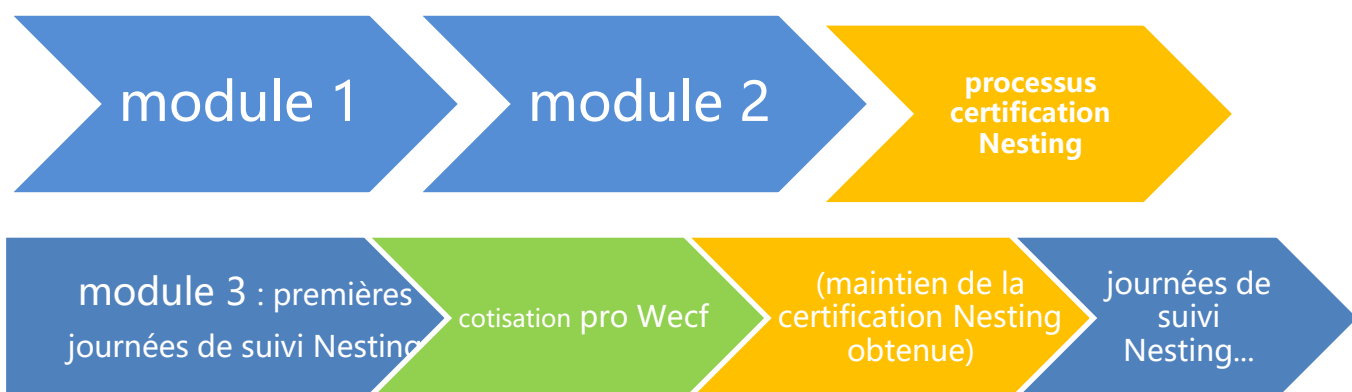 module 1
module 2
processus
certification
Nesting
module 3 : premières
journées de suivi Nesting
cotisation pro Wecf
(maintien de la
certification Nesting
obtenue)
journées de
suivi
Nesting...